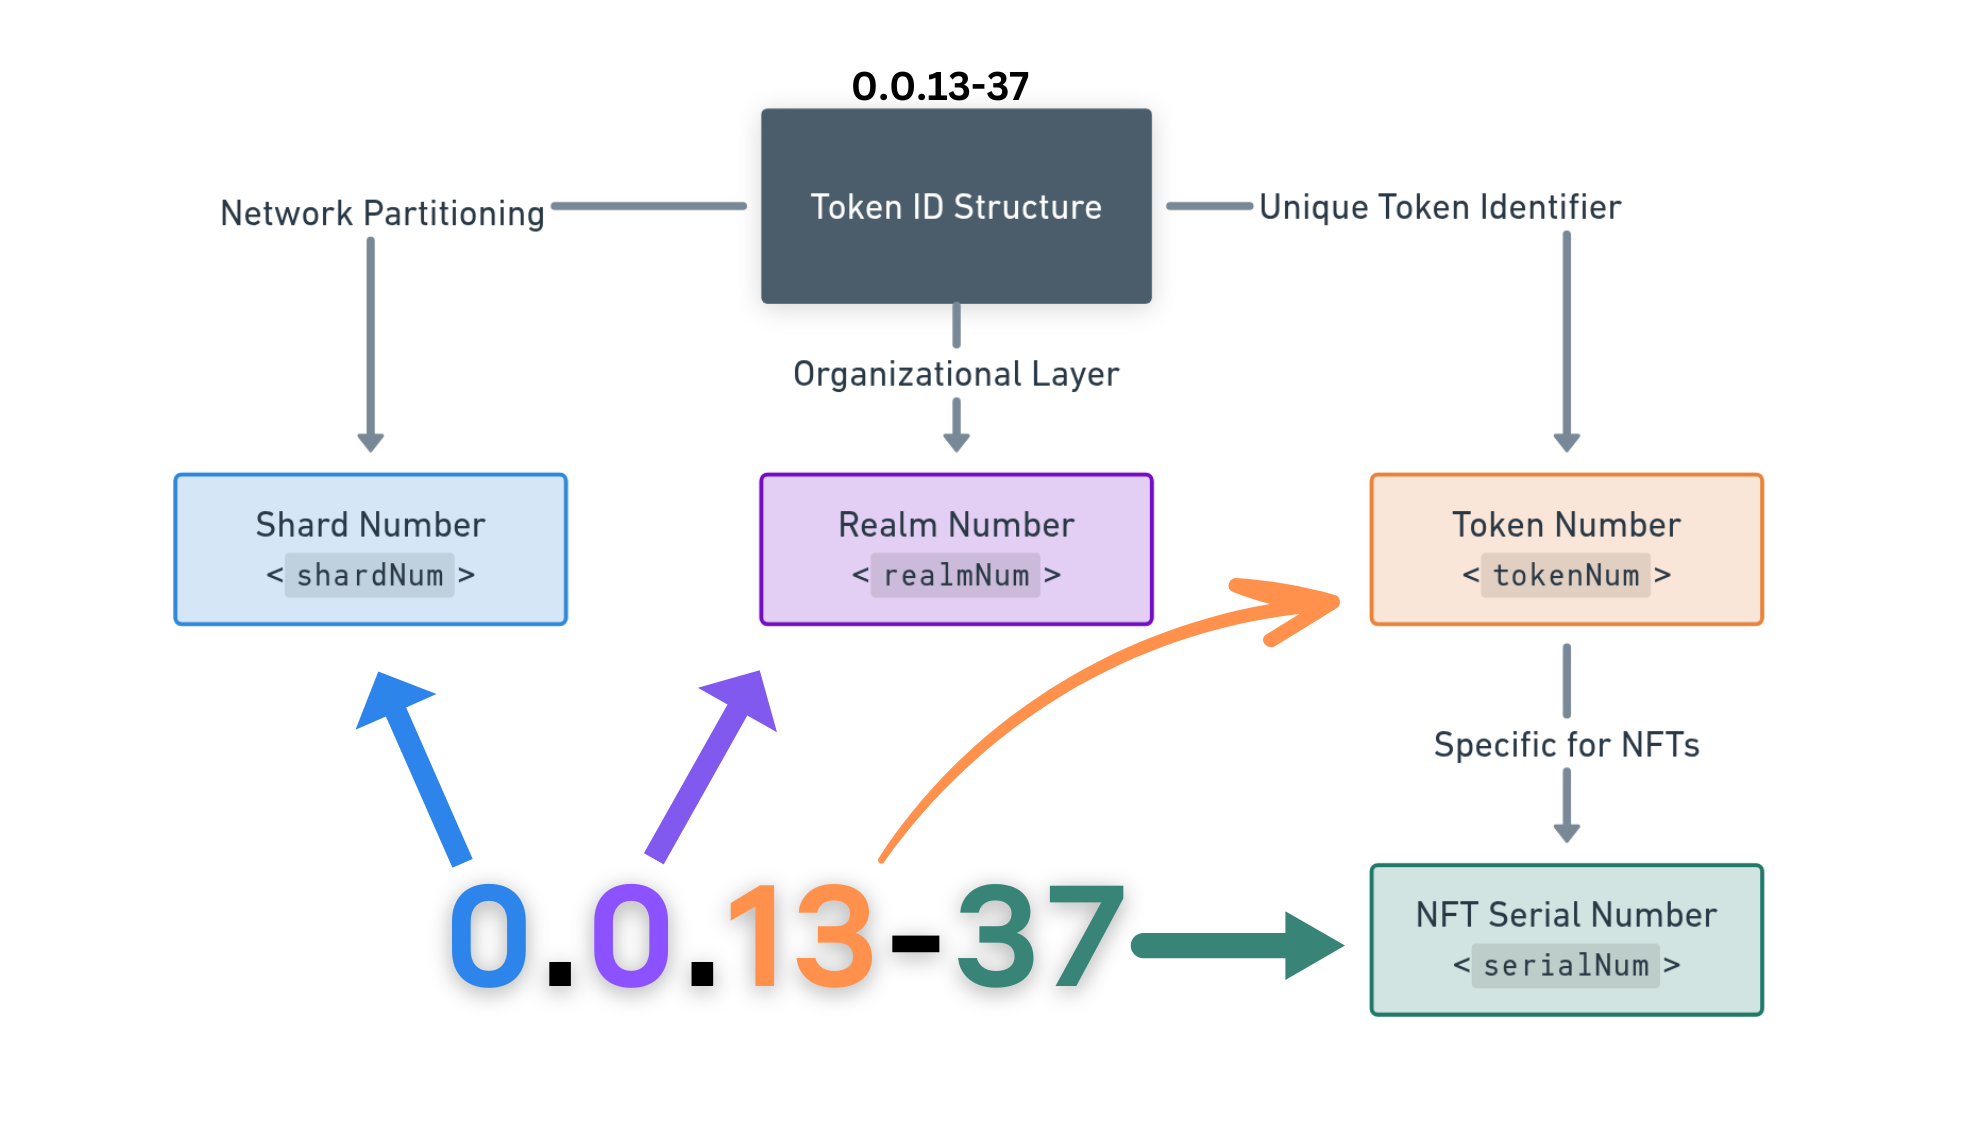 0.0.13-37
Token ID Structure
Network Partitioning
Unique Token Identifier
Organizational Layer
Shard Number
<shardNum>
Realm Number
<realmNum>
Token Number
<tokenNum>
Specific for NFTs
0.0.13-37
NFT Serial Number
<serialNum>